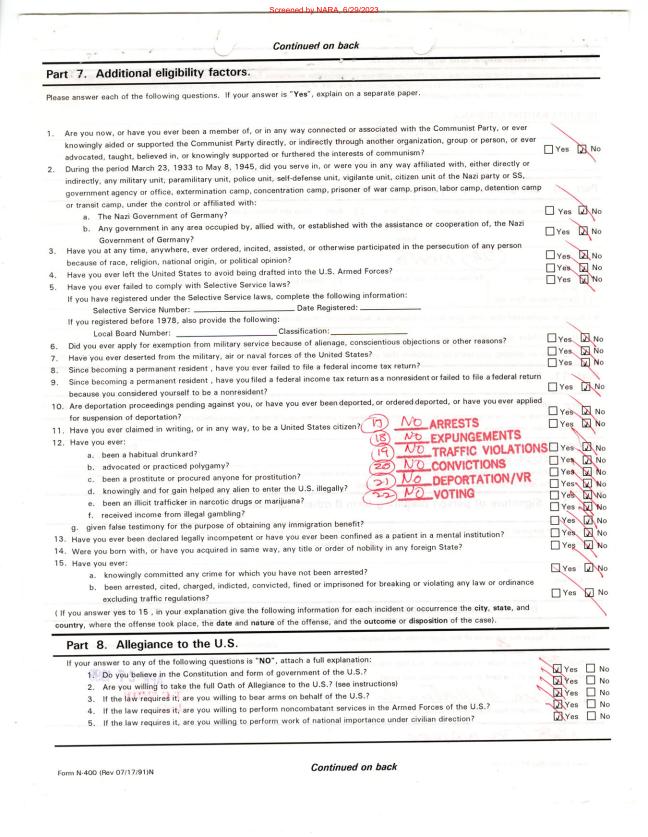 Screened by NARA, 6/29/2023
Continued on back
Part 7. Additional eligibility factors.
Please answer each of the following questions. If your answer is "Yes", explain on a separate paper.
1. Are you now, or have you ever been a member of, or in any way connected or associated with the Communist Party, or ever
knowingly aided or supported the Communist Party directly, or indirectly through another organization, group or person, or ever
advocated, taught, believed in, or knowingly supported or furthered the interests of communism? Yes No
2. During the period March 23, 1933 to May 8, 1945, did you serve in, or were you in any way affiliated with, either directly or
indirectly, any military unit, paramilitary unit, police unit, self-defense unit, vigilante unit, citizen unit of the Nazi party or SS,
government agency or office, extermination camp, concentration camp, prisoner of war camp, prison, labor camp, detention camp
or transit camp, under the control or affiliated with:
a. The Nazi Government of Germany? Yes No
b. Any government in any area occupied by, allied with, or established with the assistance or cooperation of, the Nazi
Government of Germany? Yes No
3. Have you at any time, anywhere, ever ordered, incited, assisted, or otherwise participated in the persecution of any person
because of race, religion, national origin, or political opinion? Yes No
4. Have you ever left the United States to avoid being drafted into the U.S. Armed Forces? Yes No
5. Have you ever failed to comply with Selective Service laws? Yes No
If you have registered under the Selective Service laws, complete the following information:
Selective Service Number: Date Registered:
If you registered before 1978, also provide the following:
Local Board Number: Classification:
6. Did you ever apply for exemption from military service because of alienage, conscientious objections or other reasons? Yes No
7. Have you ever deserted from the military, air or naval forces of the United States? Yes No
8. Since becoming a permanent resident , have you ever failed to file a federal income tax return? Yes No
9. Since becoming a permanent resident , have you filed a federal income tax return as a nonresident or failed to file a federal return
because you considered yourself to be a nonresident? Yes No
10. Are deportation proceedings pending against you, or have you ever been deported, or ordered deported, or have you ever applied
for suspension of deportation? Yes No
11. Have you ever claimed in writing, or in any way, to be a United States citizen? Yes No
12. Have you ever:
a. been a habitual drunkard? Yes No
b. advocated or practiced polygamy? Yes No
c. been a prostitute or procured anyone for prostitution? Yes No
d. knowingly and for gain helped any alien to enter the U.S. illegally? Yes No
e. been an illicit trafficker in narcotic drugs or marijuana? Yes No
f. received income from illegal gambling? Yes No
g. given false testimony for the purpose of obtaining any immigration benefit? Yes No
17 NO ARRESTS
18 NO EXPUNGEMENTS
19 NO TRAFFIC VIOLATIONS
20 NO CONVICTIONS
21 NO DEPORTATION/VR
22 NO VOTING
13. Have you ever been declared legally incompetent or have you ever been confined as a patient in a mental institution? Yes No
14. Were you born with, or have you acquired in same way, any title or order of nobility in any foreign State? Yes No
15. Have you ever:
a. knowingly committed any crime for which you have not been arrested? Yes No
b. been arrested, cited, charged, indicted, convicted, fined or imprisoned for breaking or violating any law or ordinance
excluding traffic regulations? Yes No
( If you answer yes to 15 , in your explanation give the following information for each incident or occurrence the city, state, and
country, where the offense took place, the date and nature of the offense, and the outcome or disposition of the case).
Part 8. Allegiance to the U.S.
If your answer to any of the following questions is "NO", attach a full explanation:
1. Do you believe in the Constitution and form of government of the U.S.? Yes No
2. Are you willing to take the full Oath of Allegiance to the U.S.? (see instructions) Yes No
3. If the law requires it, are you willing to bear arms on behalf of the U.S.? Yes No
4. If the law requires it, are you willing to perform noncombatant services in the Armed Forces of the U.S.? Yes No
5. If the law requires it, are you willing to perform work of national importance under civilian direction? Yes No
Form N-400 (Rev 07/17/91)N
Continued on back